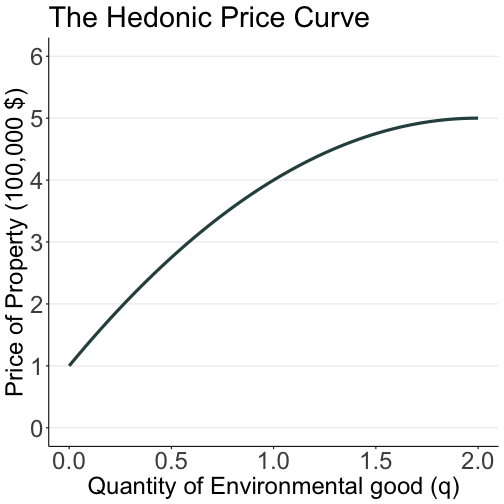 The Hedonic Price Curve
Price of Property (100,000 $)
6
5
4
3
2
1
0
0.0 0.5 1.0 1.5 2.0
Quantity of Environmental good (q)